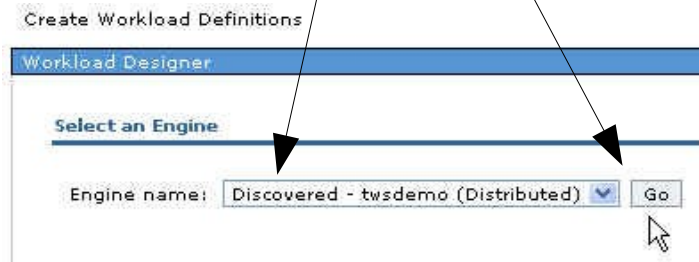 Create Workload Definitions
Workload Designer
Select an Engine
Engine name: Discovered - twsdemo (Distributed) Go